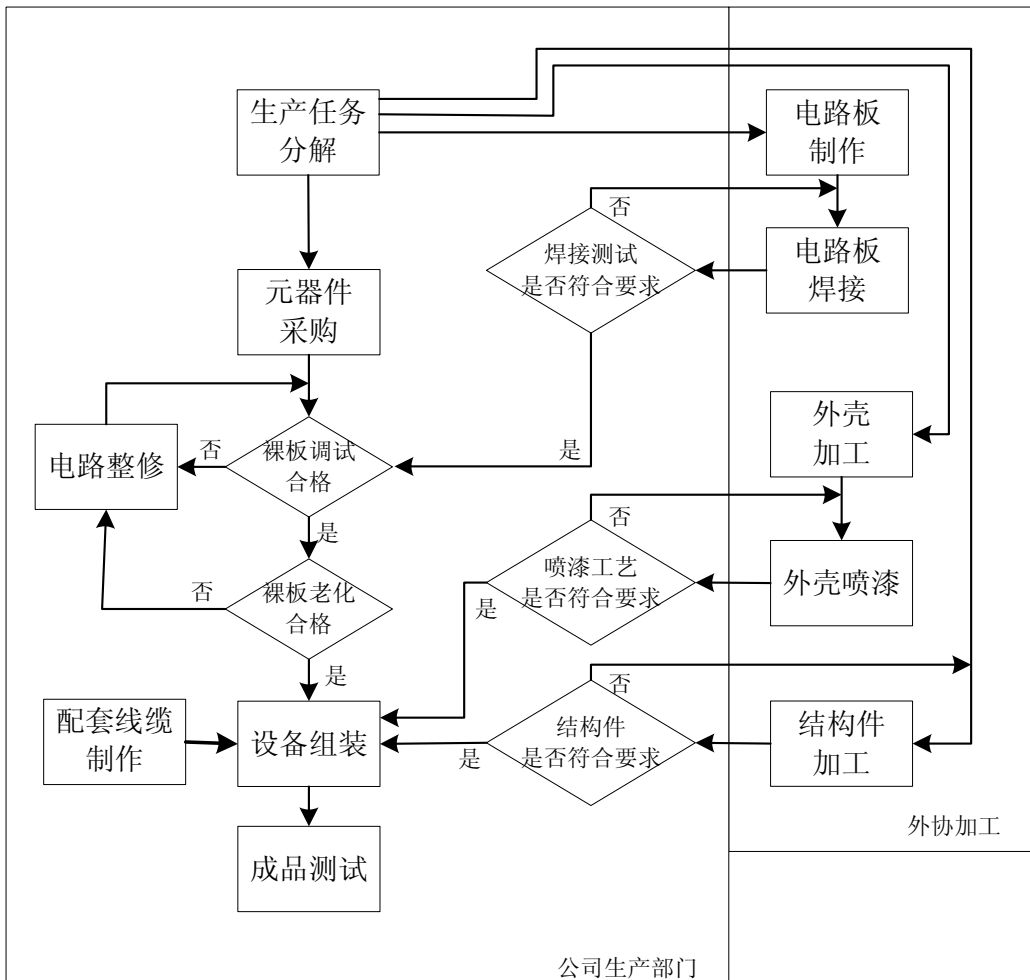 生产任务
分解
电路板
制作
否
焊接测试
是否符合要求
电路板
焊接
元器件
采购
是
外壳
加工
电路整修
否
裸板调试
合格
是
否
喷漆工艺
是否符合要求
是
外壳喷漆
否
裸板老化
合格
是
否
配套线缆
制作
设备组装
是
结构件
是否符合要求
结构件
加工
成品测试
外协加工
公司生产部门